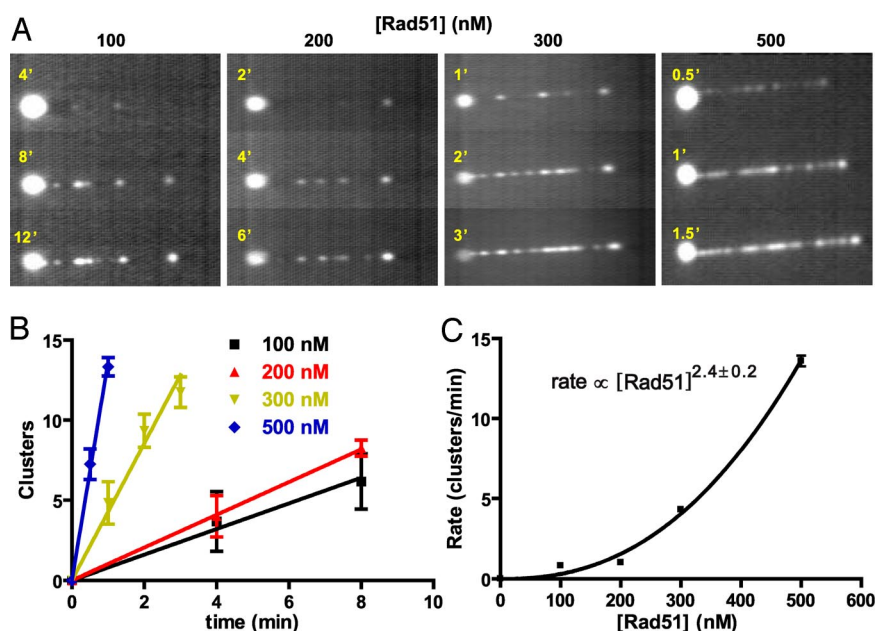 A
[Rad51] (nM)
100 200 300 500
4’ 2’ 1’ 0.5’
8’ 4’ 2’ 1’
12’ 6’ 3’ 1.5’
B
15
10
5
0
Clusters
0 2 4 6 8 10
time (min)
100 nM
200 nM
300 nM
500 nM
C
15
10
5
0
Rate (clusters/min)
rate ∝ [Rad51]2.4±0.2
0 100 200 300 400 500 600
[Rad51] (nM)